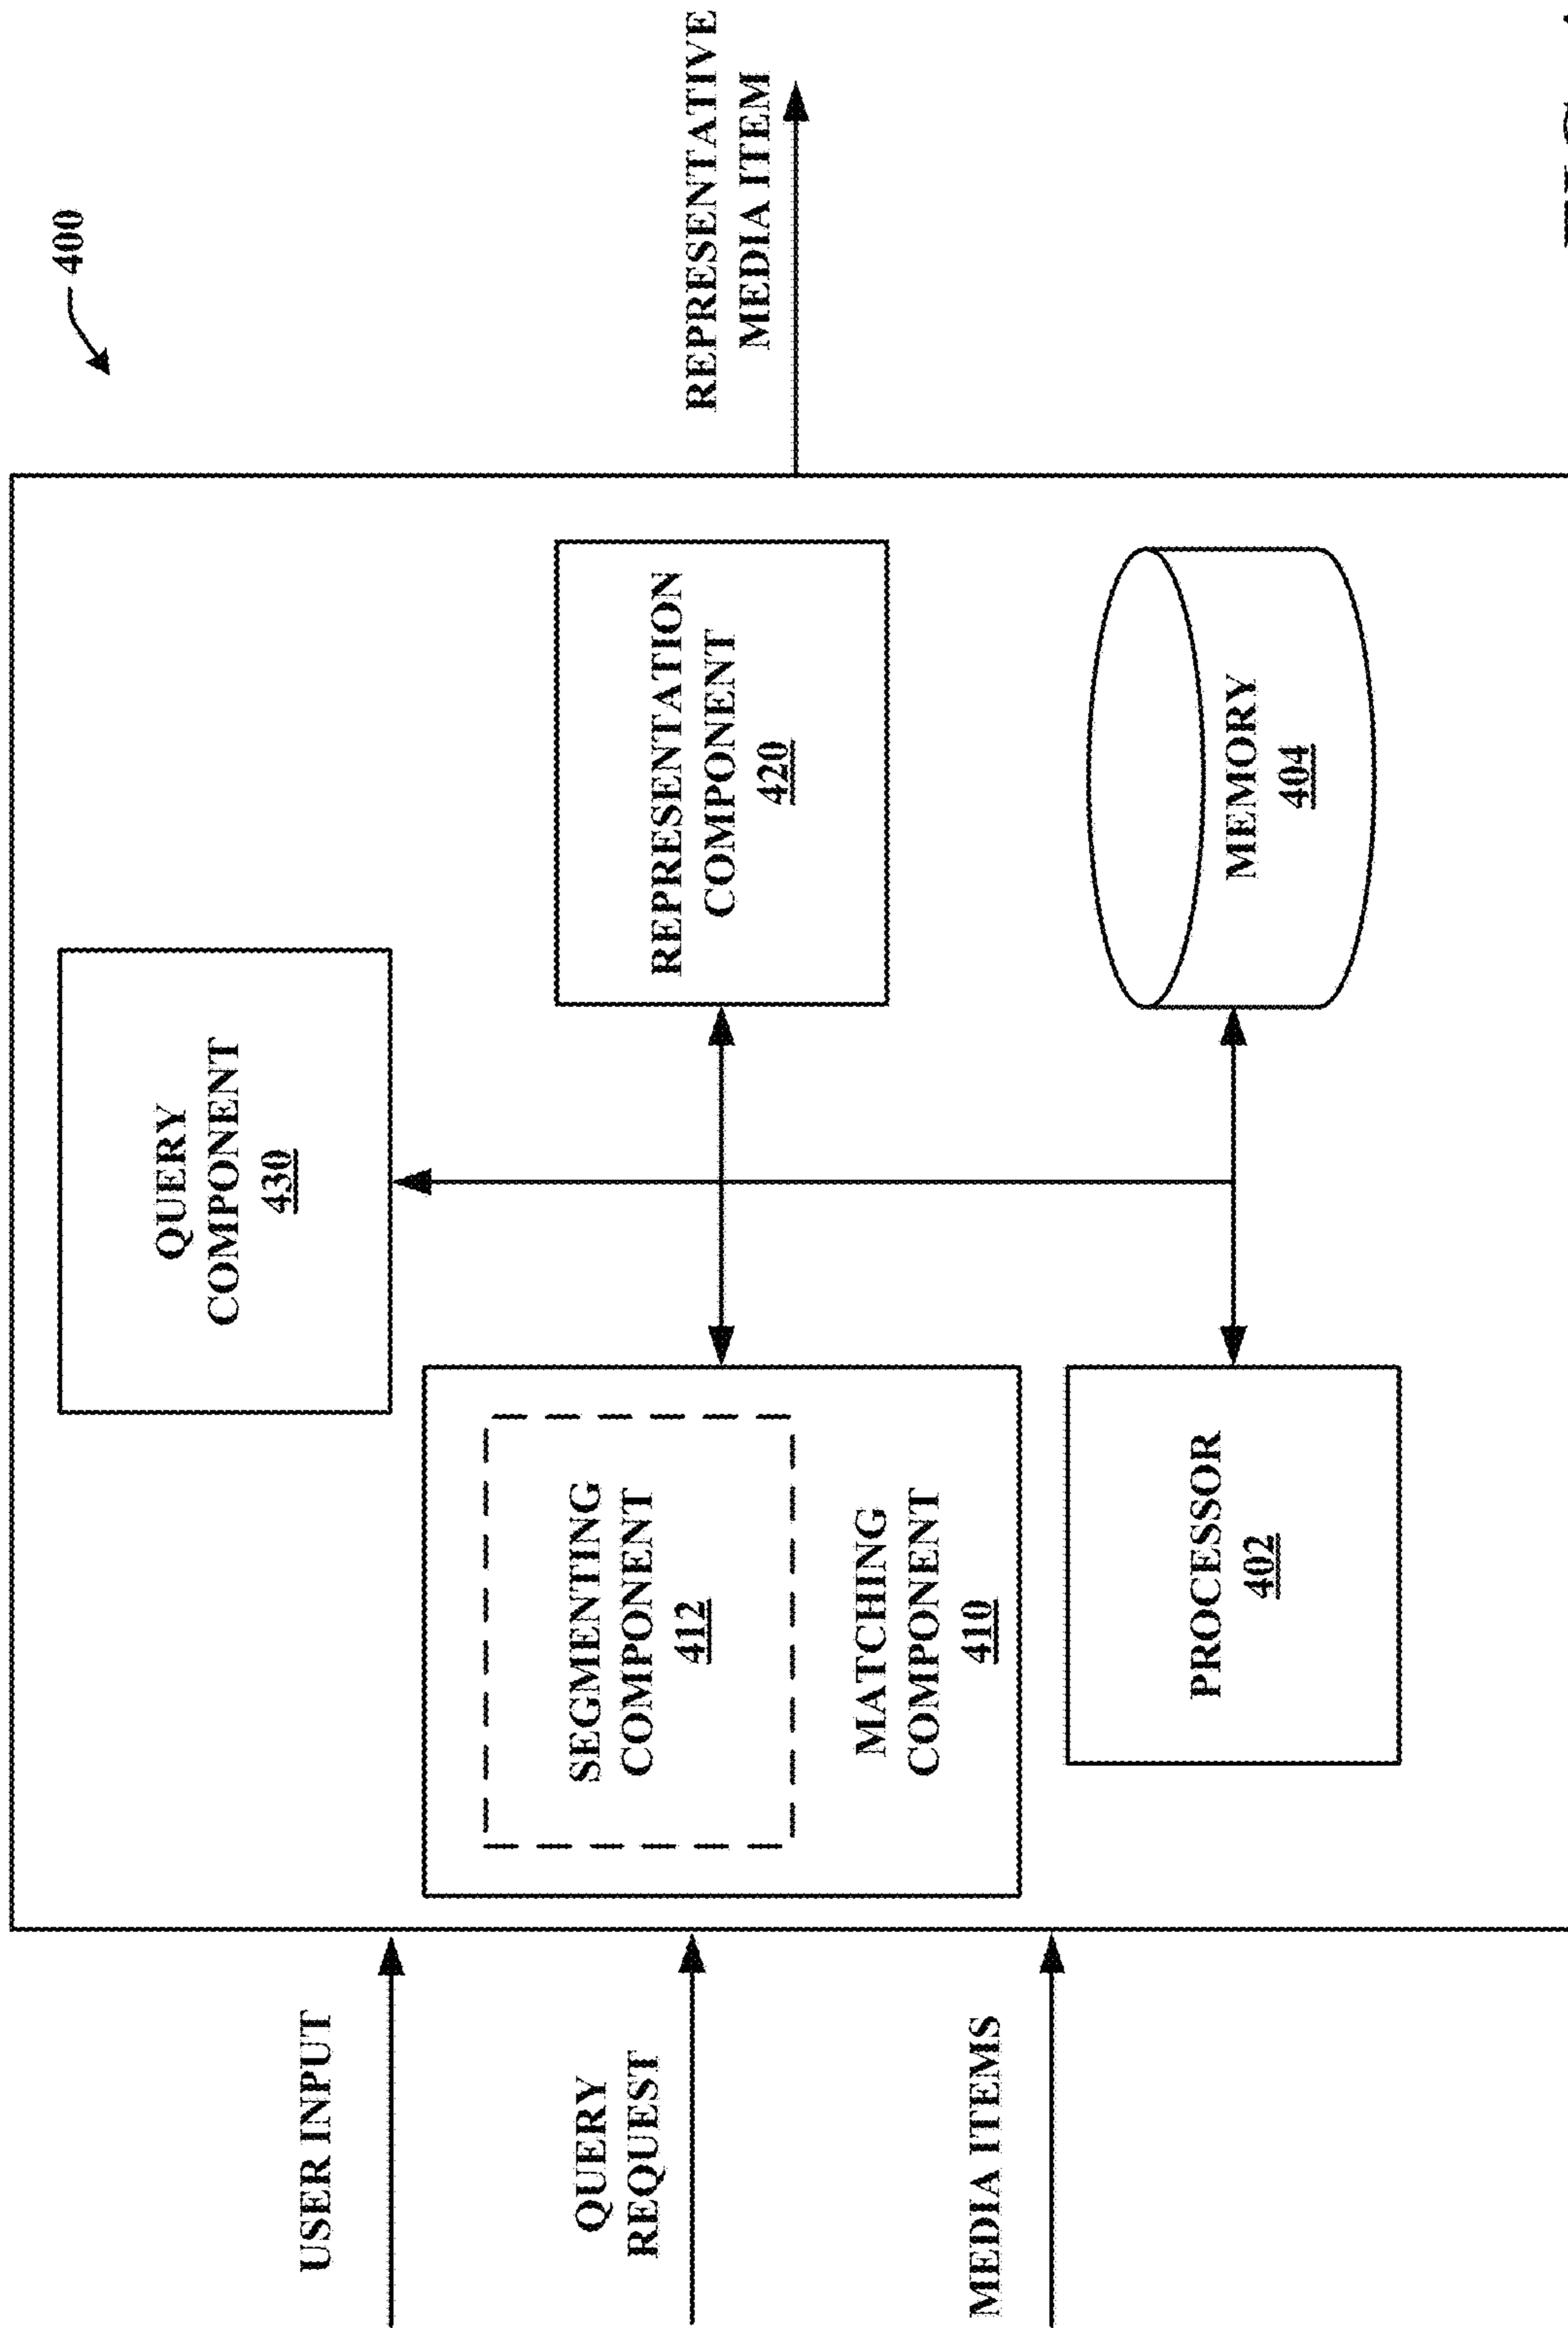 400
USER INPUT
QUERY
REQUEST
MEDIA ITEMS
QUERY
COMPONENT
430
SEGMENTING
COMPONENT
412
MATCHING
COMPONENT
410
REPRESENTATION
COMPONENT
420
PROCESSOR
402
MEMORY
404
REPRESENTATIVE
MEDIA ITEM